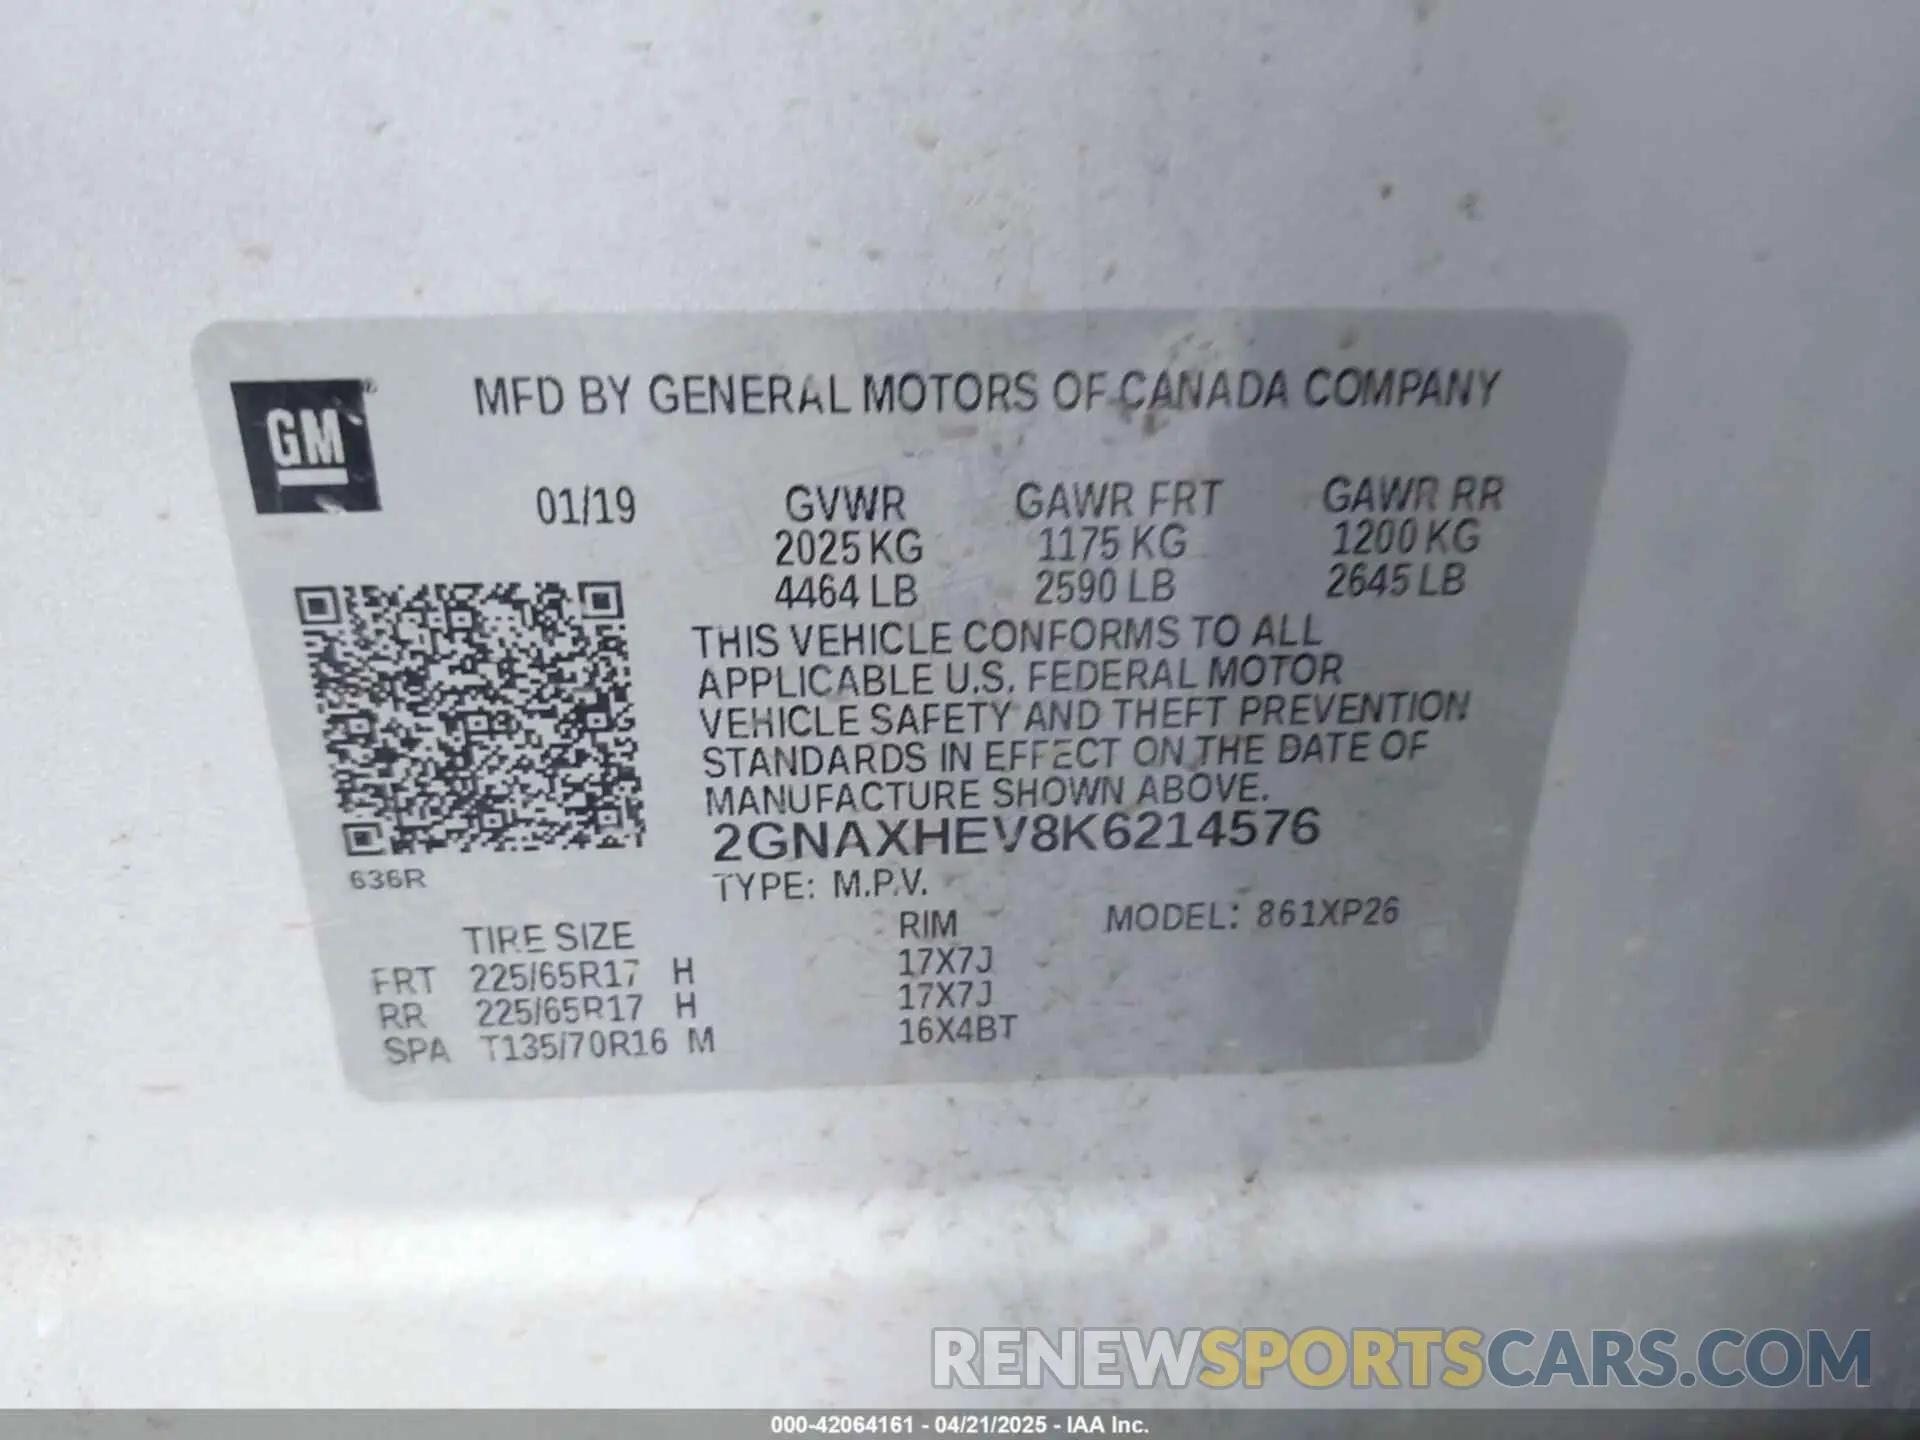 GM®
MFD BY GENERAL MOTORS OF CANADA COMPANY
01/19 GVWR GAWR FRT GAWR RR
2025 KG 1175 KG 1200 KG
4464 LB 2590 LB 2645 LB
THIS VEHICLE CONFORMS TO ALL
APPLICABLE U.S. FEDERAL MOTOR
VEHICLE SAFETY AND THEFT PREVENTION
STANDARDS IN EFFECT ON THE DATE OF
MANUFACTURE SHOWN ABOVE.
2GNAXHEV8K6214576
636R
TYPE: M.P.V.
TIRE SIZE RIM MODEL: 861XP26
FRT 225/65R17 H 17X7J
RR 225/65R17 H 17X7J
SPA T135/70R16 M 16X4BT
RENEWSPORTSCARS.COM
000-42064161 - 04/21/2025 - IAA Inc.